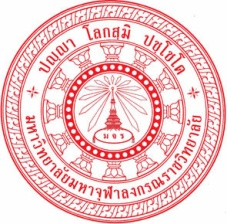 ปญฺญา โลกสฺมิ ปชฺโชโต
ม จ ร
มหาวิทยาลัยมหาจุฬาลงกรณราชวิทยาลัย